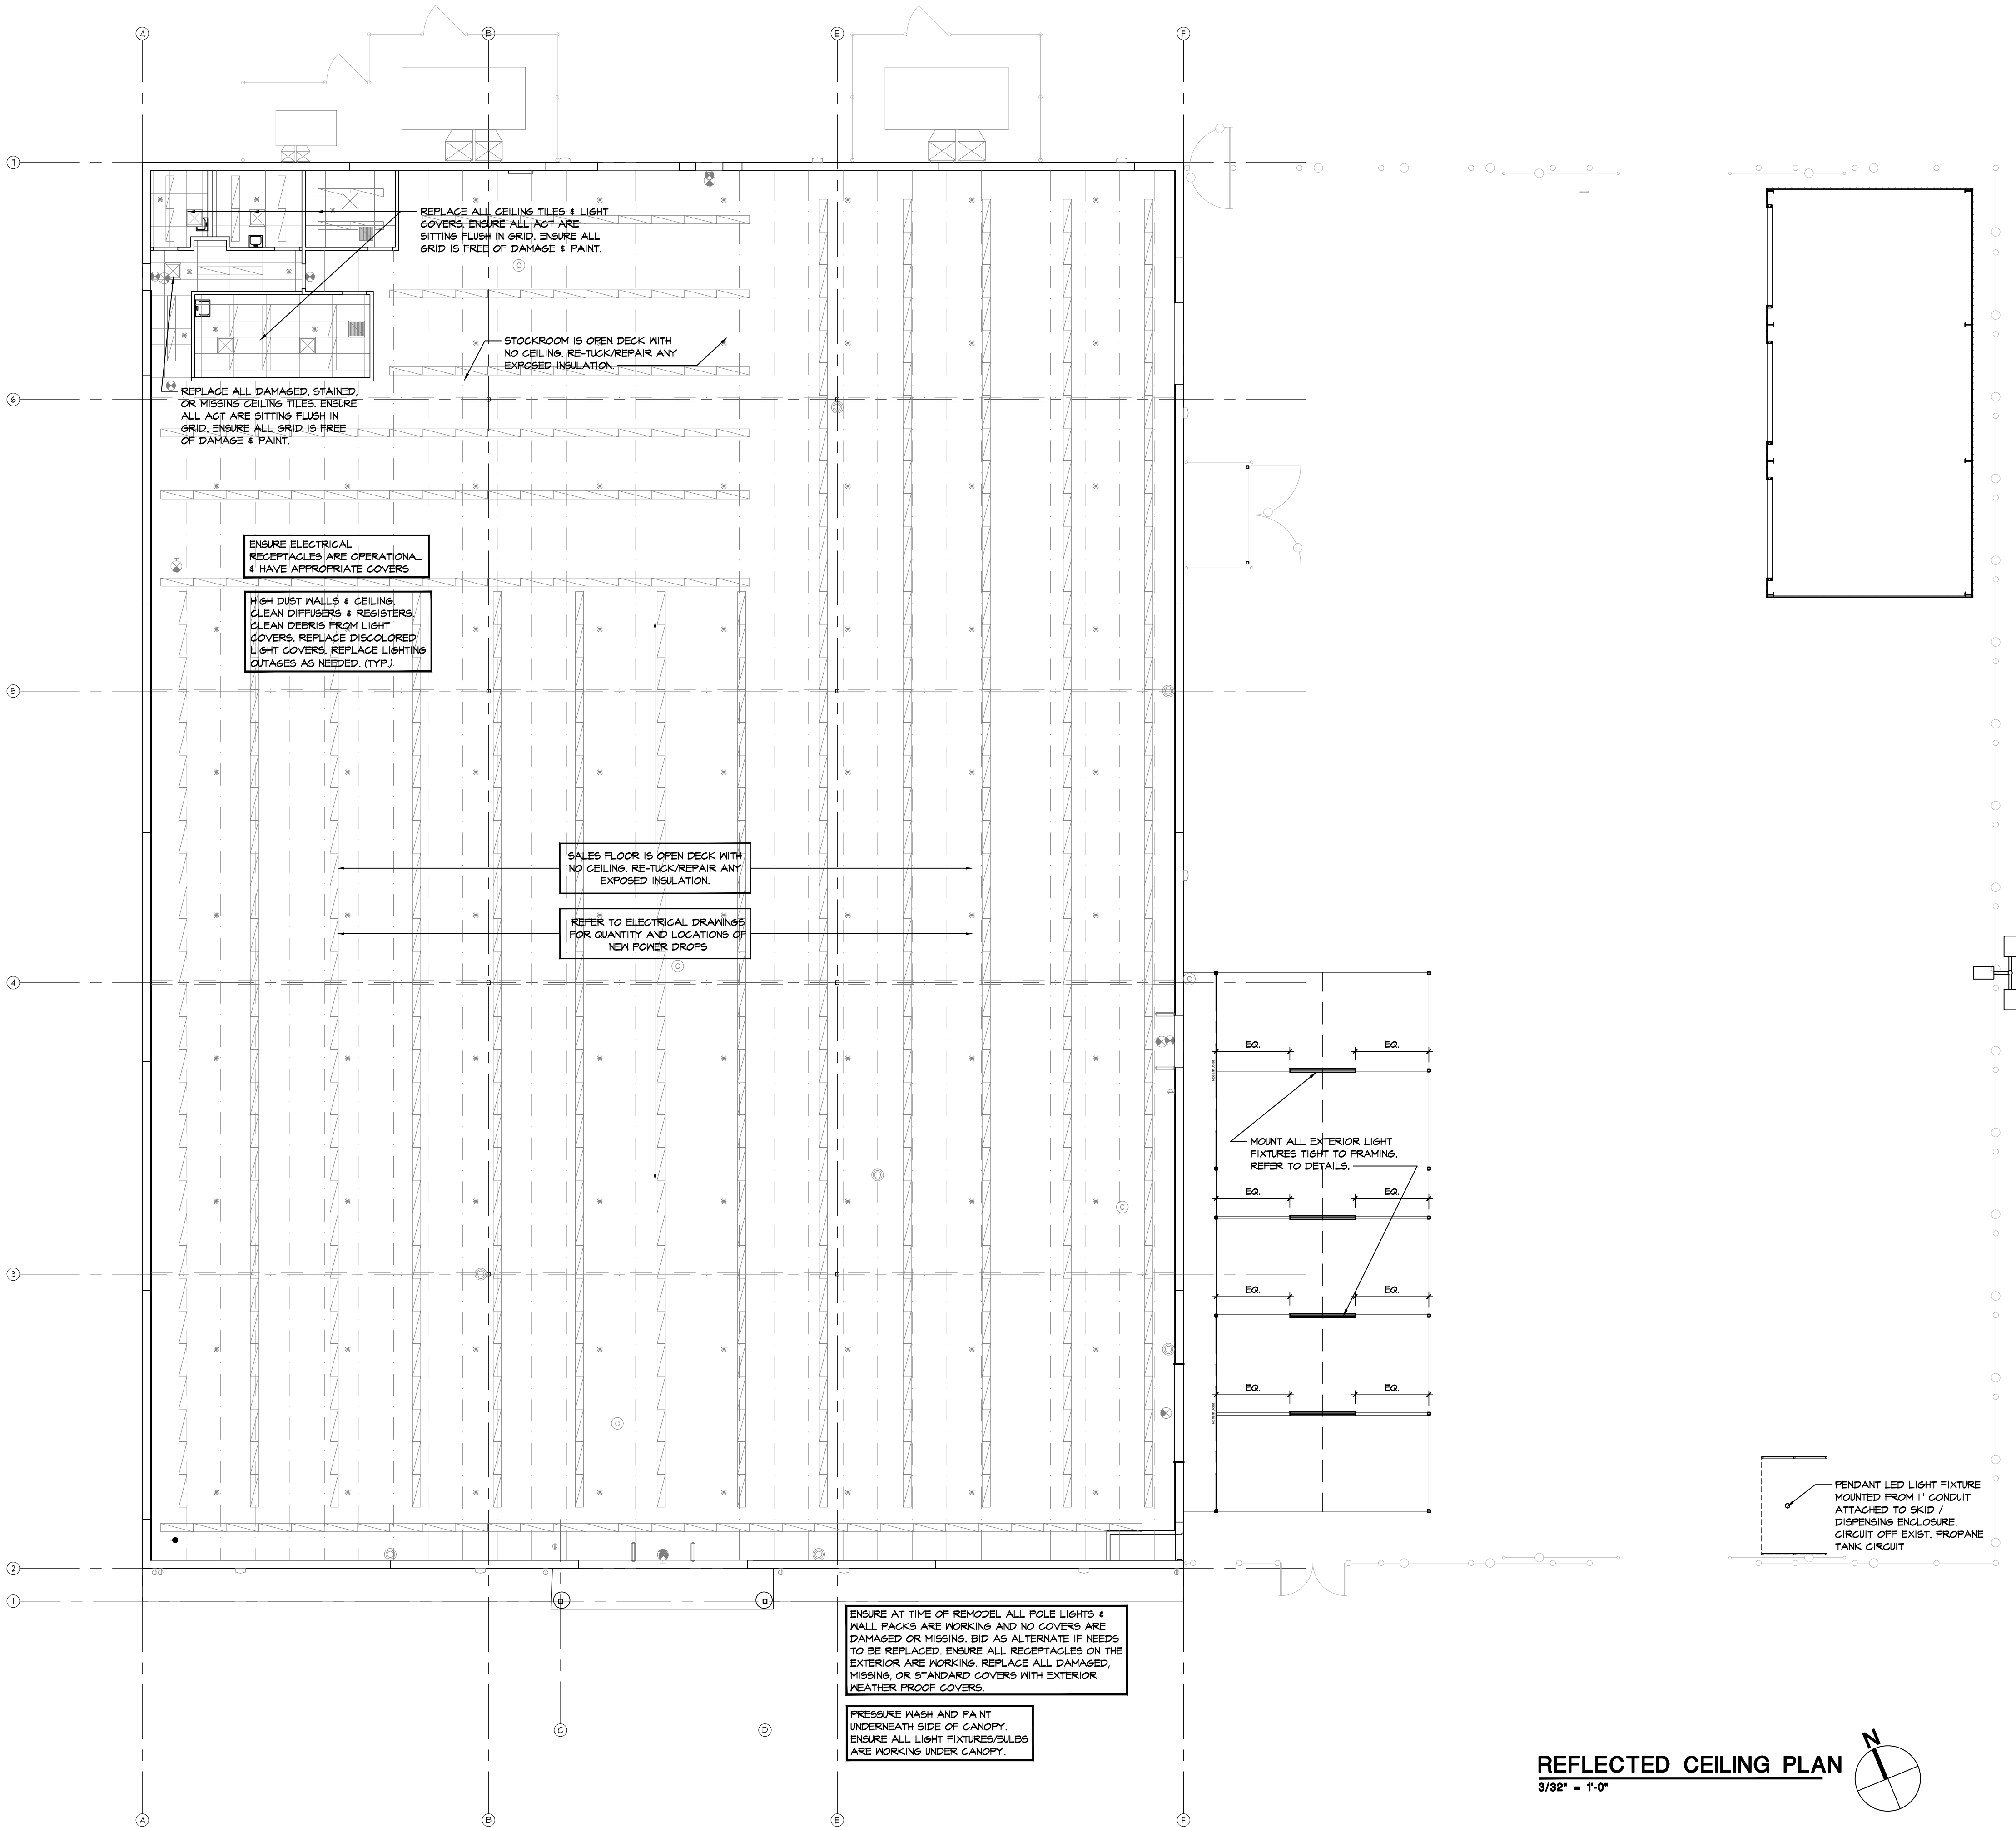 A
B
E
F
7
REPLACE ALL CEILING TILES & LIGHT
COVERS. ENSURE ALL ACT ARE
SITTING FLUSH IN GRID. ENSURE ALL
GRID IS FREE OF DAMAGE & PAINT.
C
STOCKROOM IS OPEN DECK WITH
NO CEILING. RE-TUCK/REPAIR ANY
EXPOSED INSULATION.
6
REPLACE ALL DAMAGED, STAINED,
OR MISSING CEILING TILES. ENSURE
ALL ACT ARE SITTING FLUSH IN
GRID. ENSURE ALL GRID IS FREE
OF DAMAGE & PAINT.
ENSURE ELECTRICAL
RECEPTACLES ARE OPERATIONAL
& HAVE APPROPRIATE COVERS
HIGH DUST WALLS & CEILING.
CLEAN DIFFUSERS & REGISTERS.
CLEAN DEBRIS FROM LIGHT
COVERS. REPLACE DISCOLORED
LIGHT COVERS. REPLACE LIGHTING
OUTAGES AS NEEDED. (TYP.)
5
SALES FLOOR IS OPEN DECK WITH
NO CEILING. RE-TUCK/REPAIR ANY
EXPOSED INSULATION.
REFER TO ELECTRICAL DRAWINGS
FOR QUANTITY AND LOCATIONS OF
NEW POWER DROPS
C
C
4
EQ. EQ.
MOUNT ALL EXTERIOR LIGHT
FIXTURES TIGHT TO FRAMING.
REFER TO DETAILS.
EQ. EQ.
C
3
EQ. EQ.
EQ. EQ.
C
PENDANT LED LIGHT FIXTURE
MOUNTED FROM 1" CONDUIT
ATTACHED TO SKID /
DISPENSING ENCLOSURE.
CIRCUIT OFF EXIST. PROPANE
TANK CIRCUIT
2
1
ENSURE AT TIME OF REMODEL ALL POLE LIGHTS &
WALL PACKS ARE WORKING AND NO COVERS ARE
DAMAGED OR MISSING. BID AS ALTERNATE IF NEEDS
TO BE REPLACED. ENSURE ALL RECEPTACLES ON THE
EXTERIOR ARE WORKING. REPLACE ALL DAMAGED,
MISSING, OR STANDARD COVERS WITH EXTERIOR
WEATHER PROOF COVERS.
PRESSURE WASH AND PAINT
UNDERNEATH SIDE OF CANOPY.
ENSURE ALL LIGHT FIXTURES/BULBS
ARE WORKING UNDER CANOPY.
C
D
N
REFLECTED CEILING PLAN
3/32" = 1'-0"
A
B
E
F